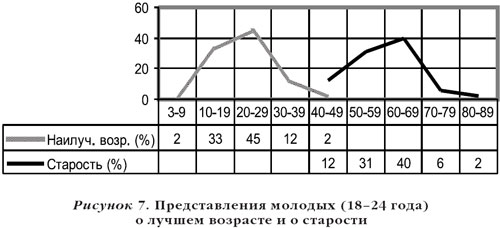 60
40
20
0
3-9 10-19 20-29 30-39 40-49 50-59 60-69 70-79 80-89
Наилуч. возр. (%) 2 33 45 12 2
Старость (%) 12 31 40 6 2
Рисунок 7. Представления молодых (18–24 года)
о лучшем возрасте и о старости